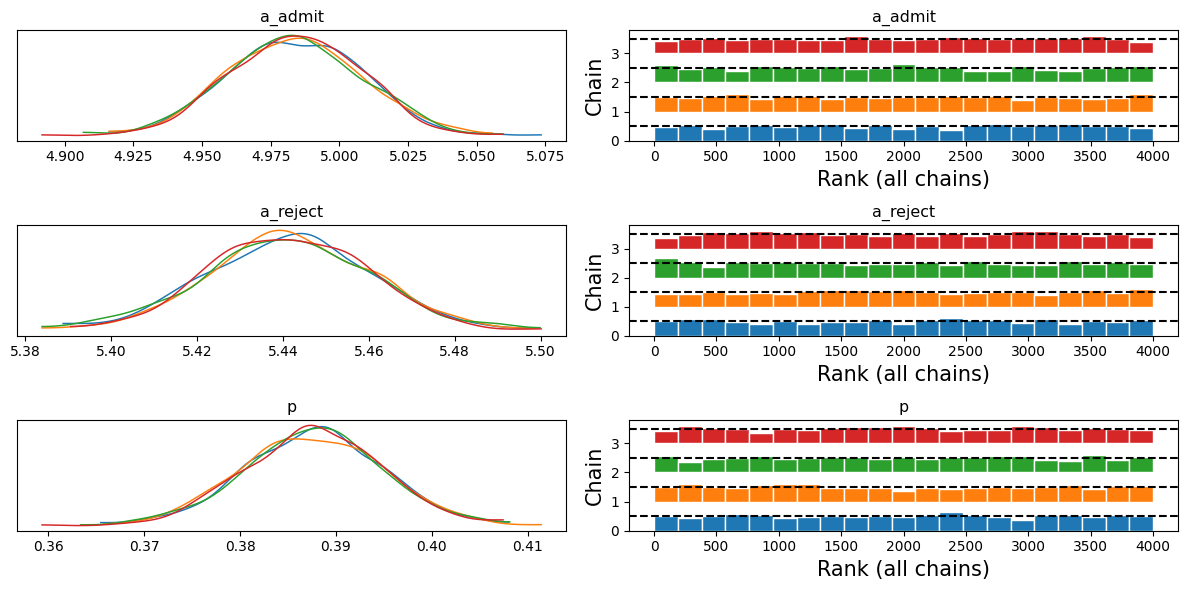 a_admit
4.900 4.925 4.950 4.975 5.000 5.025 5.050 5.075
a_admit
Chain
3
2
1
0
0 500 1000 1500 2000 2500 3000 3500 4000
Rank (all chains)
a_reject
5.38 5.40 5.42 5.44 5.46 5.48 5.50
a_reject
Chain
3
2
1
0
0 500 1000 1500 2000 2500 3000 3500 4000
Rank (all chains)
p
0.36 0.37 0.38 0.39 0.40 0.41
p
Chain
3
2
1
0
0 500 1000 1500 2000 2500 3000 3500 4000
Rank (all chains)